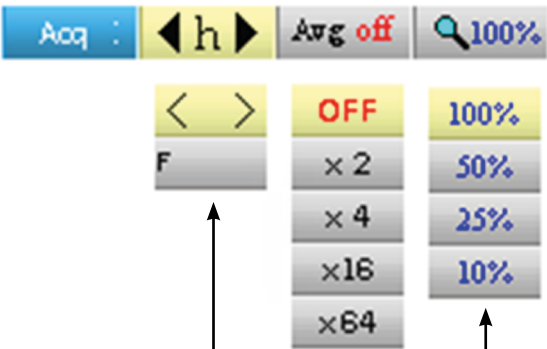 Acq : h Avg off 100%
< > OFF 100%
F × 2 50%
× 4 25%
×16 10%
×64